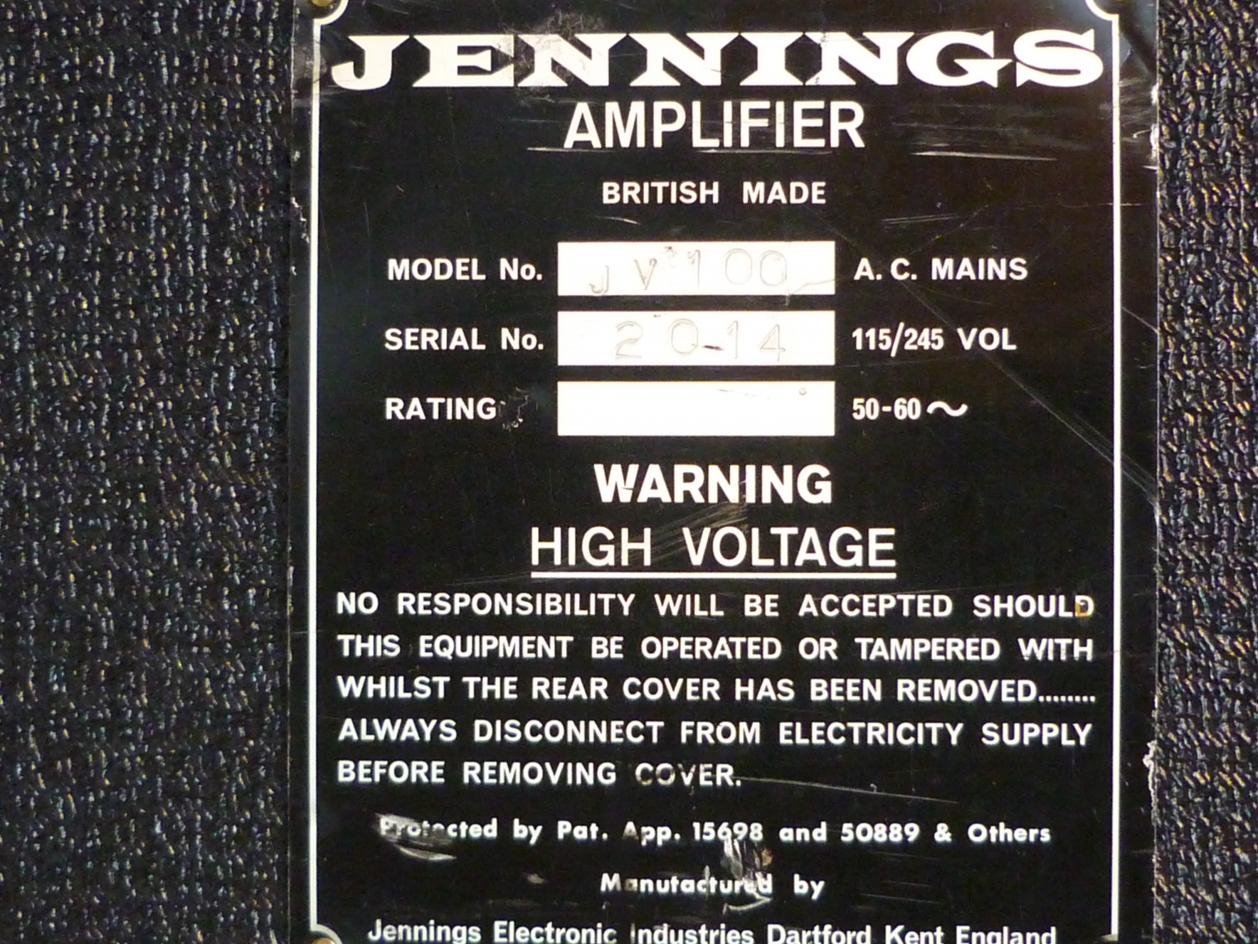 JENNINGS
AMPLIFIER
BRITISH MADE
MODEL No. JV 100 A. C. MAINS
SERIAL No. 2014 115/245 VOL
RATING 50-60 ~
WARNING
HIGH VOLTAGE
NO RESPONSIBILITY WILL BE ACCEPTED SHOULD
THIS EQUIPMENT BE OPERATED OR TAMPERED WITH
WHILST THE REAR COVER HAS BEEN REMOVED........
ALWAYS DISCONNECT FROM ELECTRICITY SUPPLY
BEFORE REMOVING COVER.
Protected by Pat. App. 15698 and 50889 & Others
Manufactured by
Jennings Electronic Industries Dartford Kent England